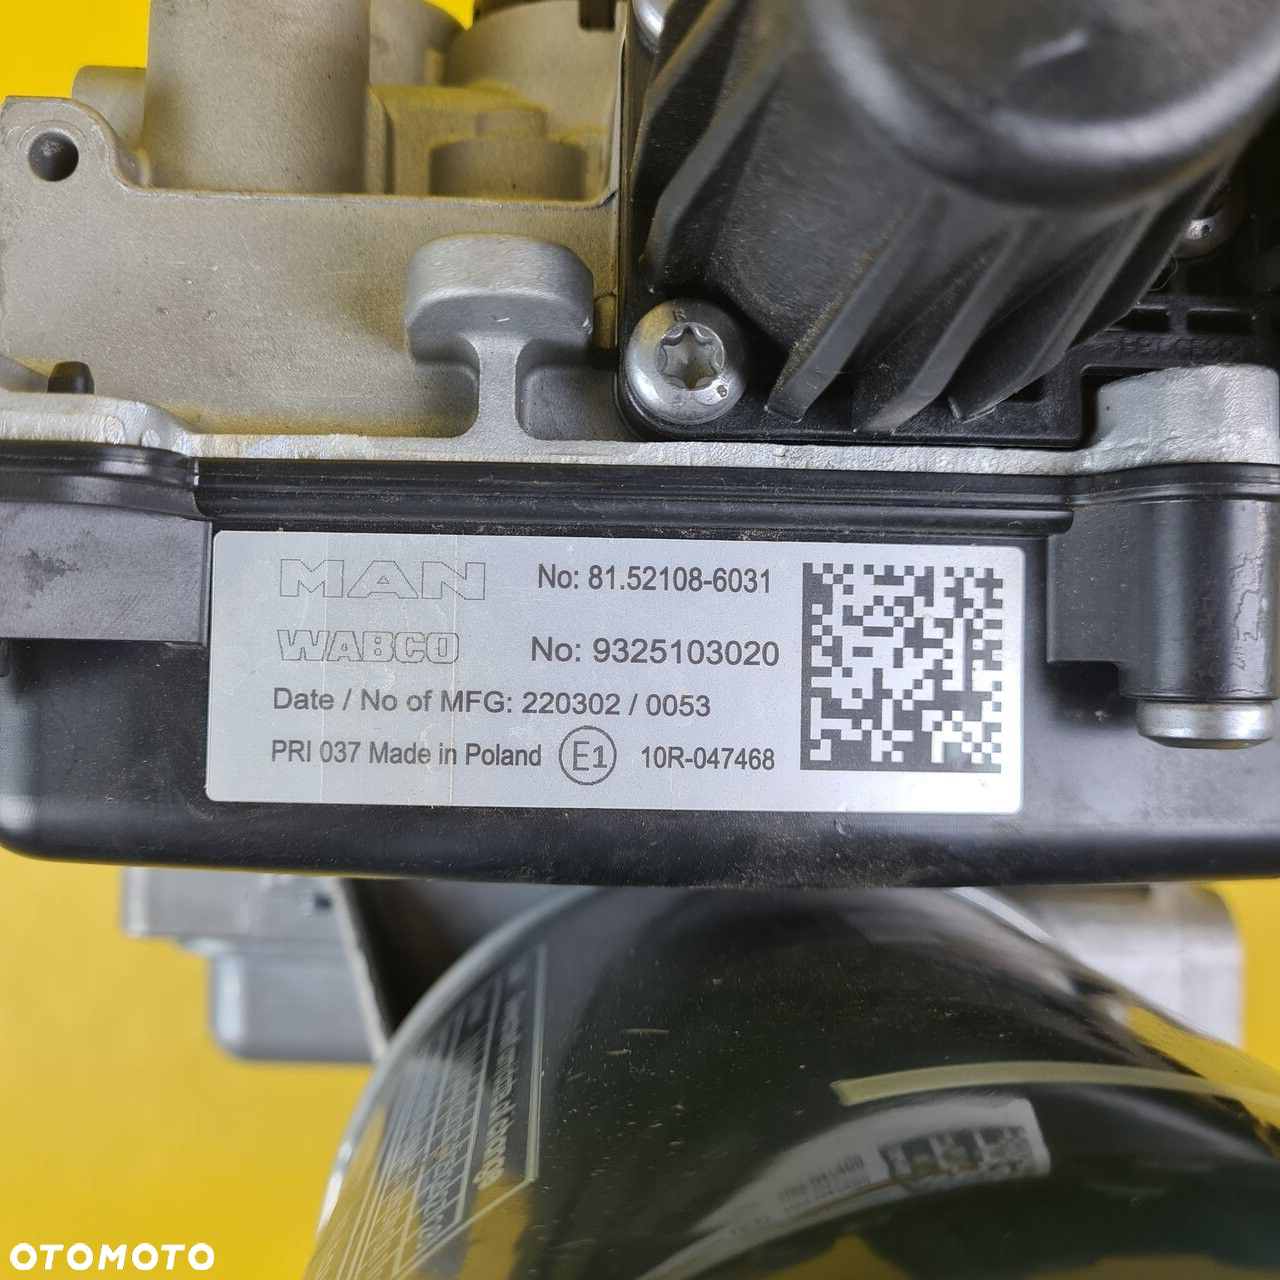 MAN No: 81.52108-6031
WABCO No: 9325103020
Date / No of MFG: 220302 / 0053
PRI 037 Made in Poland E1 10R-047468
OTOMOTO